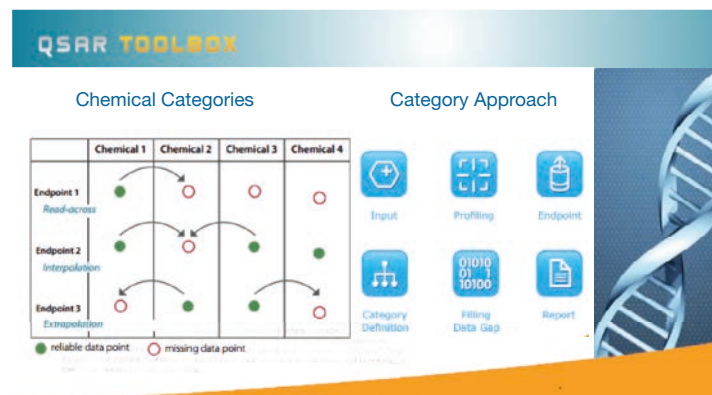 QSAR TOOLBOX
Chemical Categories
Category Approach
Chemical 1 Chemical 2 Chemical 3 Chemical 4
Endpoint 1
Read-across
Endpoint 2
Interpolation
Endpoint 3
Extrapolation
reliable data point missing data point
Input
Profiling
Endpoint
01010
01 1
10100
Category
Definition
Filling
Data Gap
Report